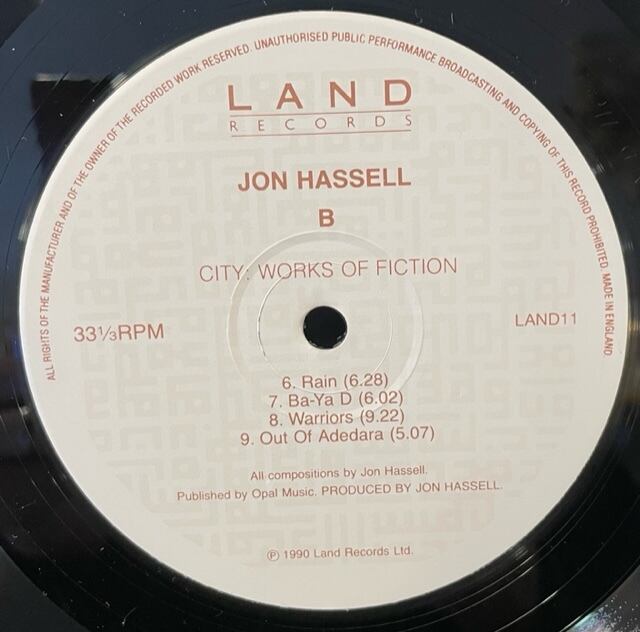 ALL RIGHTS OF THE MANUFACTURER AND OF THE OWNER OF THE RECORDED WORK RESERVED. UNAUTHORISED PUBLIC PERFORMANCE BROADCASTING AND COPYING OF THIS RECORD PROHIBITED. MADE IN ENGLAND.
LAND
RECORDS
JON HASSELL
B
CITY: WORKS OF FICTION
33⅓RPM
LAND11
6. Rain (6.28)
7. Ba-Ya D (6.02)
8. Warriors (9.22)
9. Out Of Adedara (5.07)
All compositions by Jon Hassell.
Published by Opal Music. PRODUCED BY JON HASSELL.
℗ 1990 Land Records Ltd.